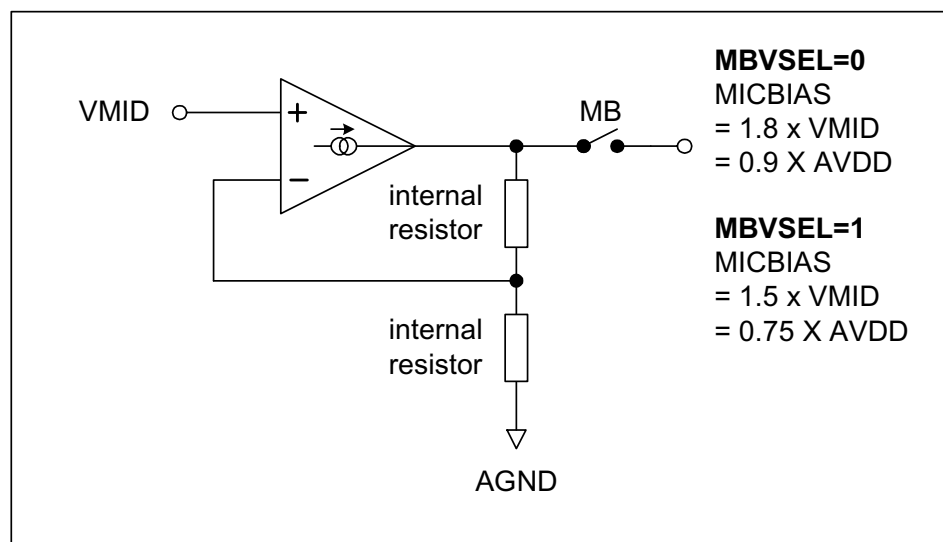 VMID
+
−
MB
internal
resistor
internal
resistor
AGND
MBVSEL=0
MICBIAS
= 1.8 x VMID
= 0.9 X AVDD
MBVSEL=1
MICBIAS
= 1.5 x VMID
= 0.75 X AVDD